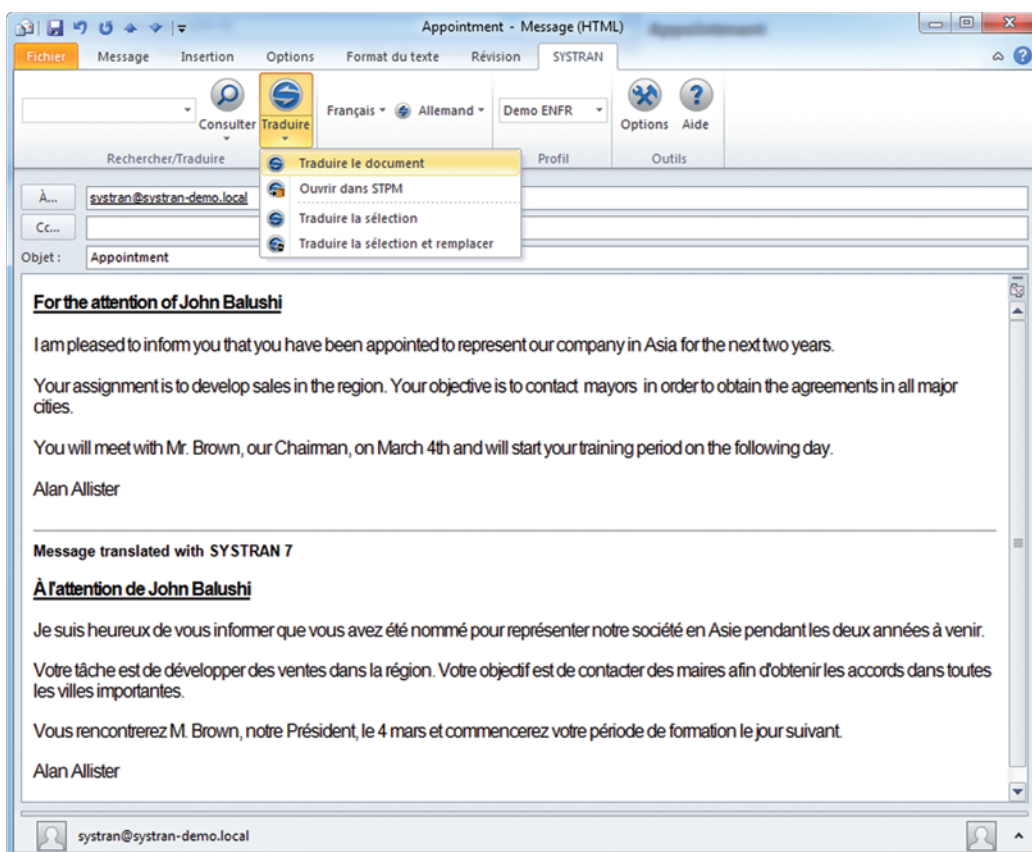 Appointment - Message (HTML)
Fichier Message Insertion Options Format du texte Révision SYSTRAN
Consulter Traduire Français Allemand Demo ENFR Options Aide
Rechercher/Traduire Profil Outils
Traduire le document
Ouvrir dans STPM
Traduire la sélection
Traduire la sélection et remplacer
À... systran@systran-demo.local
Cc...
Objet : Appointment
For the attention of John Balushi
I am pleased to inform you that you have been appointed to represent our company in Asia for the next two years.
Your assignment is to develop sales in the region. Your objective is to contact mayors in order to obtain the agreements in all major
cities.
You will meet with Mr. Brown, our Chairman, on March 4th and will start your training period on the following day.
Alan Allister
Message translated with SYSTRAN 7
À l'attention de John Balushi
Je suis heureux de vous informer que vous avez été nommé pour représenter notre société en Asie pendant les deux années à venir.
Votre tâche est de développer des ventes dans la région. Votre objectif est de contacter des maires afin d'obtenir les accords dans toutes
les villes importantes.
Vous rencontrerez M. Brown, notre Président, le 4 mars et commencerez votre période de formation le jour suivant.
Alan Allister
systran@systran-demo.local